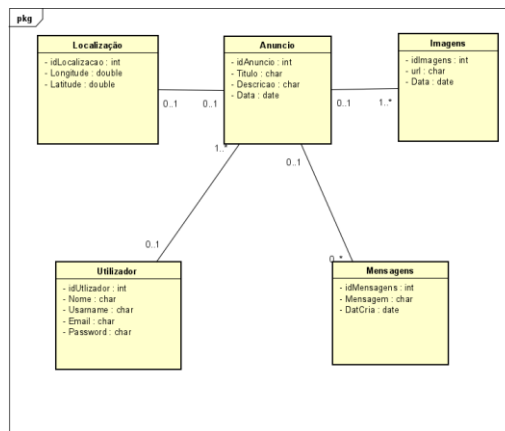 pkg
Localização
- idLocalizacao : int
- Longitude : double
- Latitude : double
Anuncio
- idAnuncio : int
- Titulo : char
- Descricao : char
- Data : date
Imagens
- idImagens : int
- url : char
- Data : date
0..1
0..1
0..1
1..*
1..*
0..1
0..1
0..*
Utilizador
- idUtlizador : int
- Nome : char
- Username : char
- Email : char
- Password : char
Mensagens
- idMensagens : int
- Mensagem : char
- DatCria : date